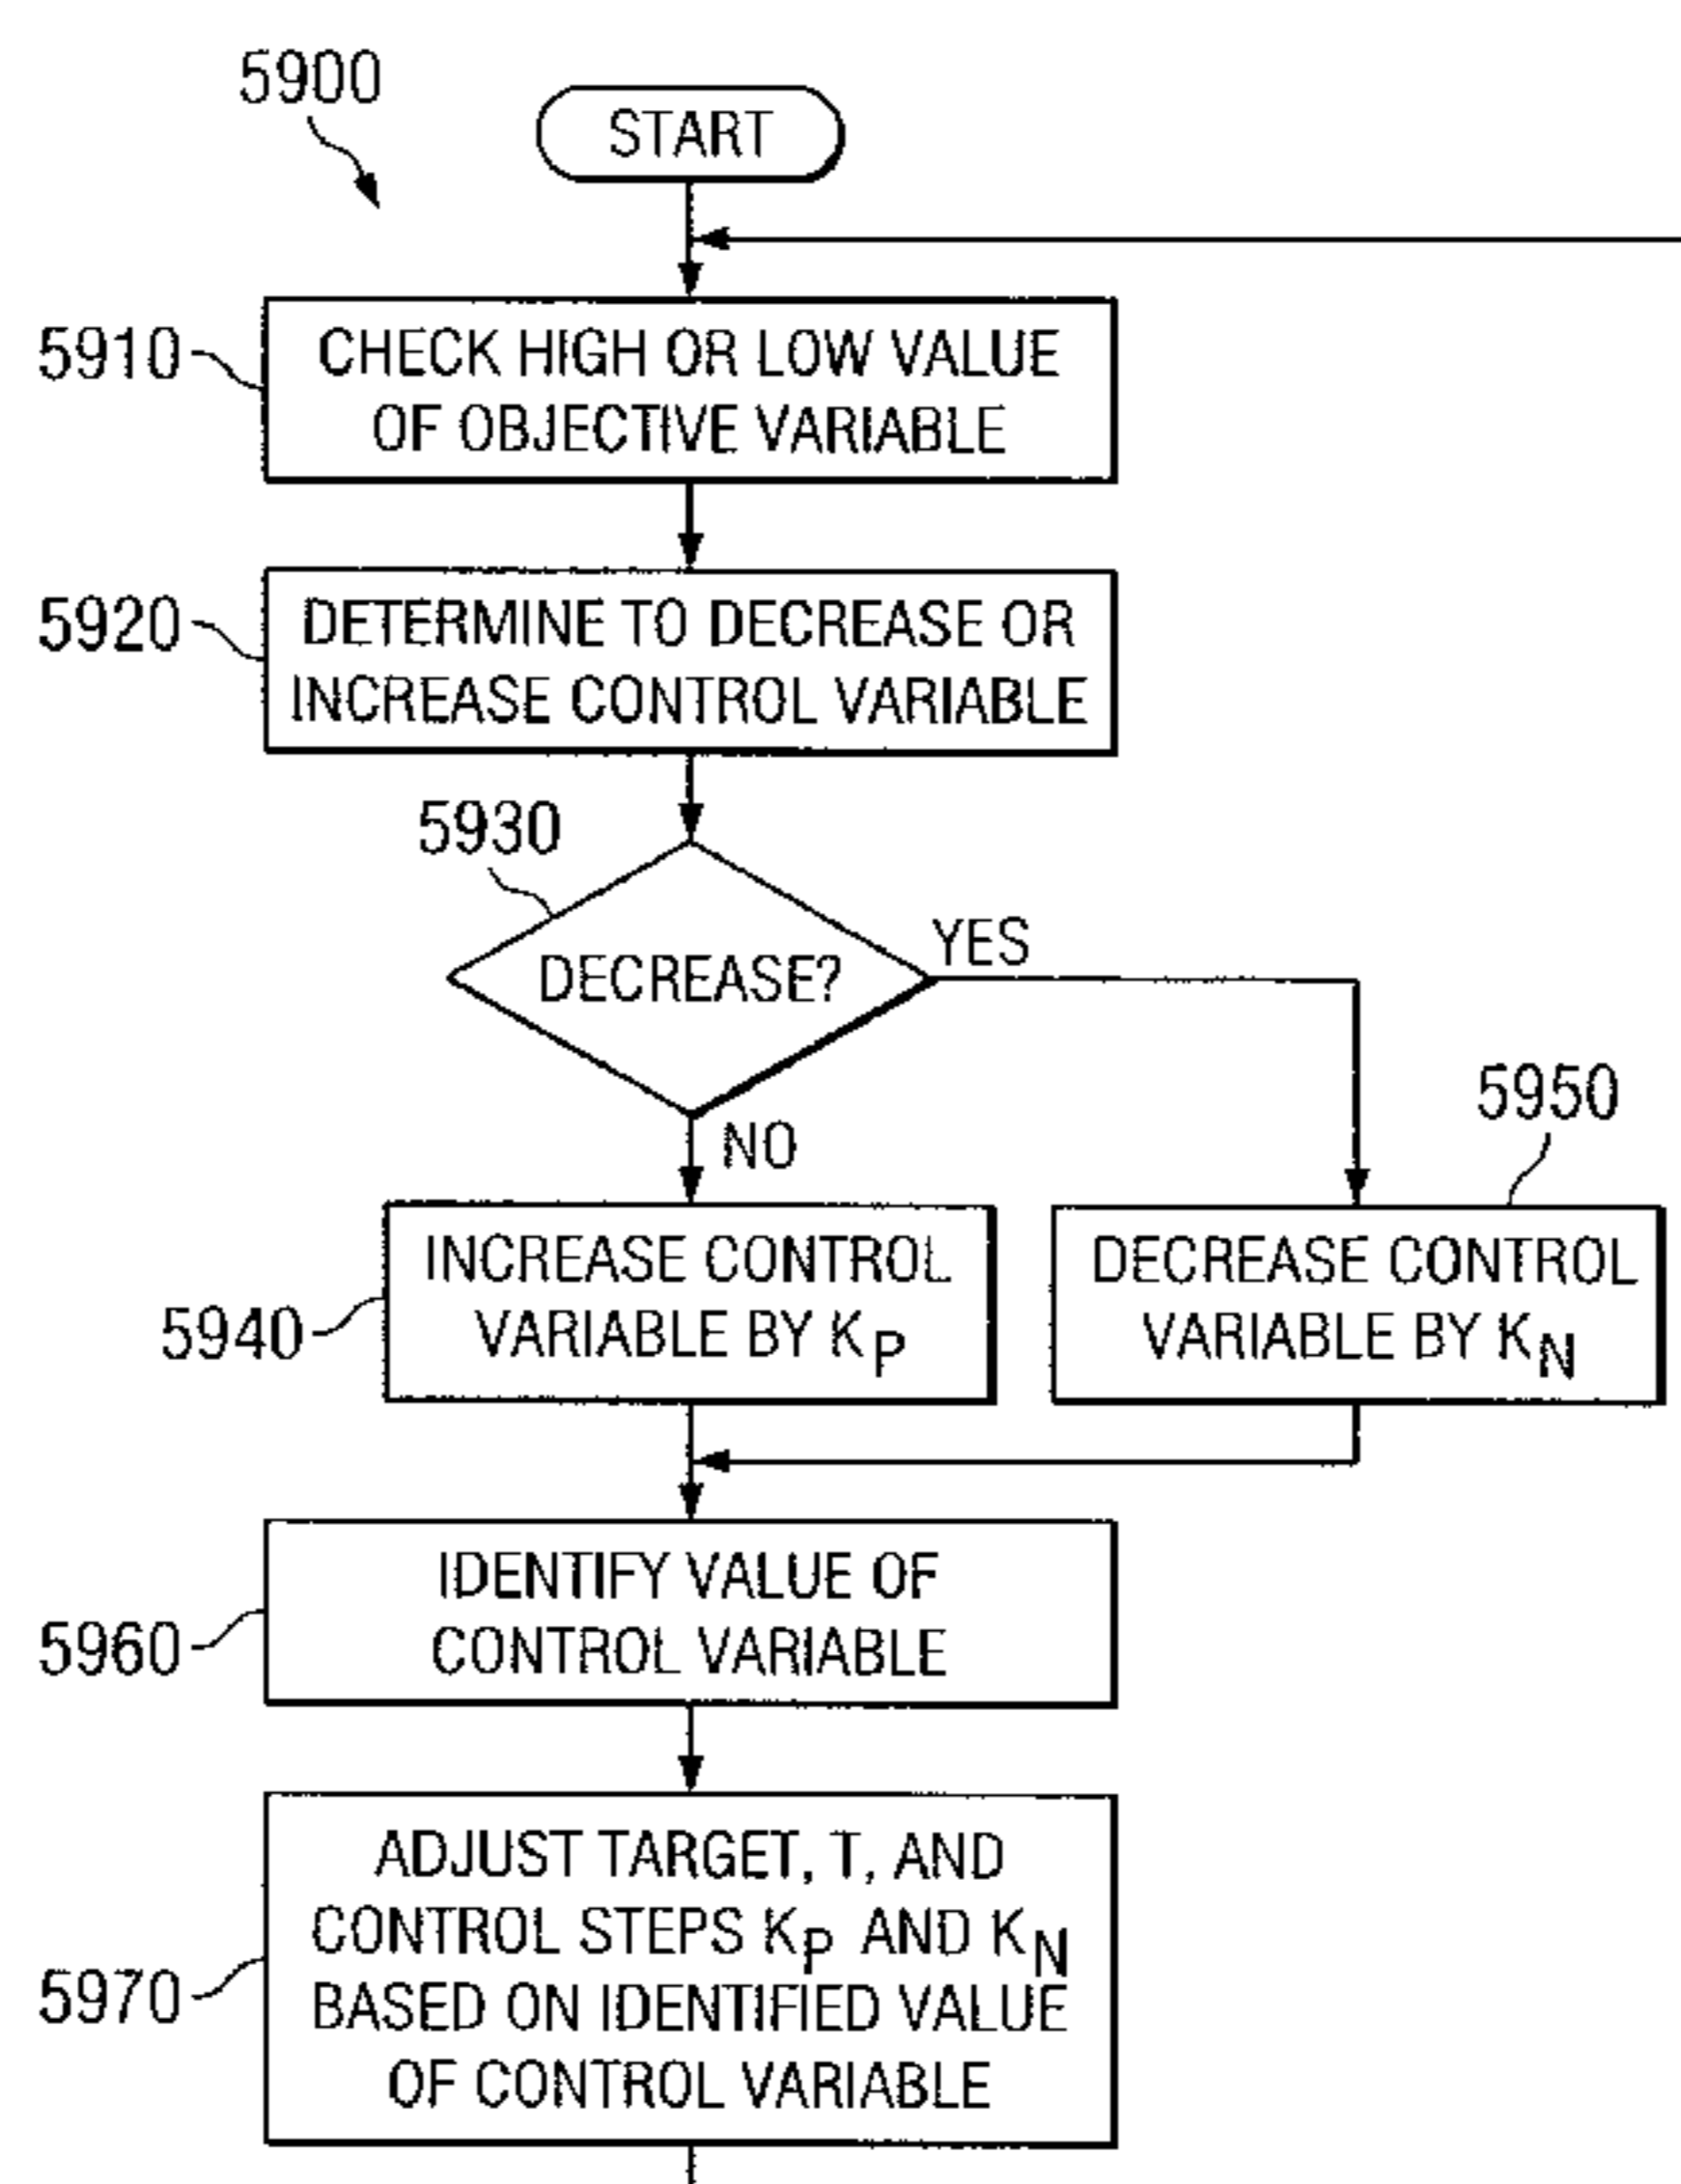 5900
START
5910
CHECK HIGH OR LOW VALUE
OF OBJECTIVE VARIABLE
5920
DETERMINE TO DECREASE OR
INCREASE CONTROL VARIABLE
5930
DECREASE?
YES
NO
5940
INCREASE CONTROL
VARIABLE BY KP
5950
DECREASE CONTROL
VARIABLE BY KN
5960
IDENTIFY VALUE OF
CONTROL VARIABLE
5970
ADJUST TARGET, T, AND
CONTROL STEPS KP AND KN
BASED ON IDENTIFIED VALUE
OF CONTROL VARIABLE